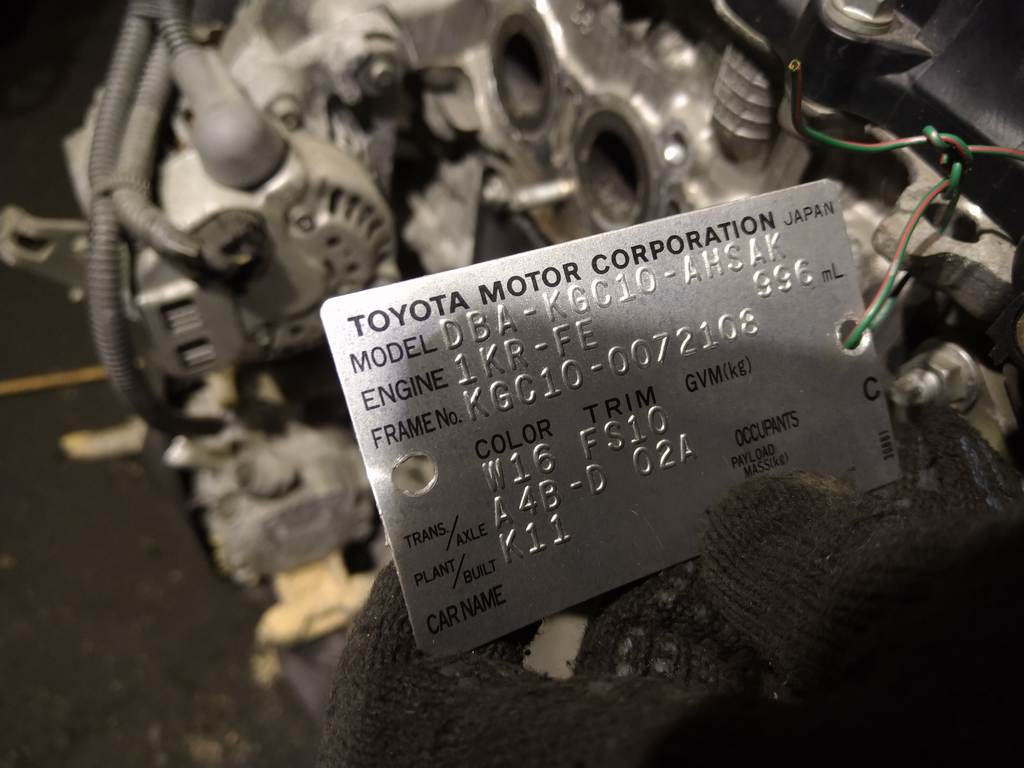 TOYOTA MOTOR CORPORATION JAPAN
MODEL DBA-KGC10-AHSAK
ENGINE 1KR-FE 996 mL
FRAME No. KGC10-0072108
COLOR TRIM GVM(kg)
W16 FS10 C
TRANS./AXLE A4B-D 02A OCCUPANTS
PLANT/BUILT K11 PAYLOAD MASS(kg)
CAR NAME